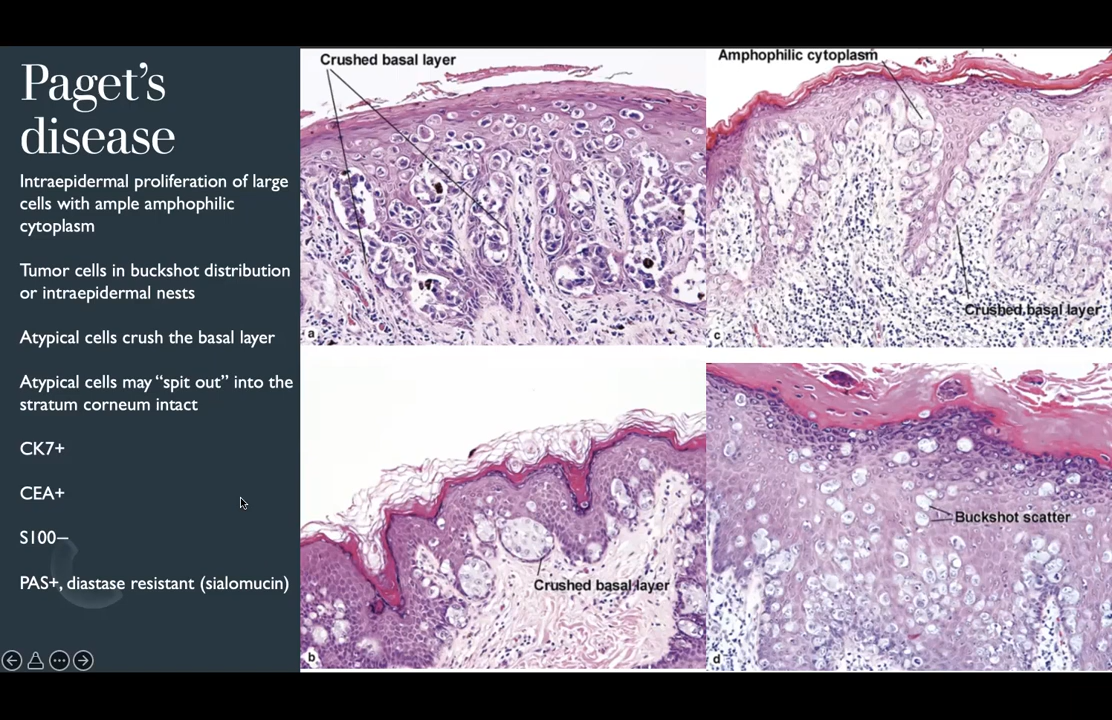 Paget's
disease
Intraepidermal proliferation of large
cells with ample amphophilic
cytoplasm
Tumor cells in buckshot distribution
or intraepidermal nests
Atypical cells crush the basal layer
Atypical cells may “spit out” into the
stratum corneum intact
CK7+
CEA+
S100–
PAS+, diastase resistant (sialomucin)
Crushed basal layer
a
Amphophilic cytoplasm
Crushed basal layer
c
Crushed basal layer
b
Buckshot scatter
d